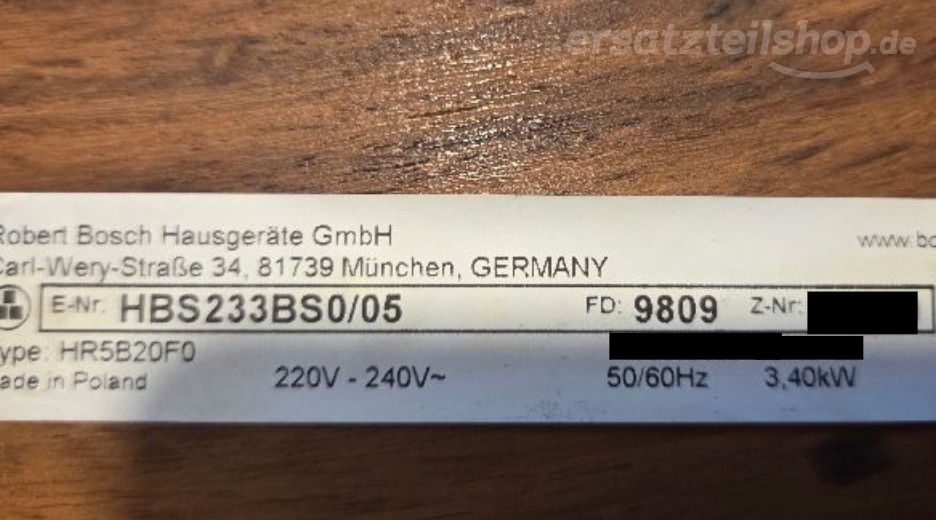 ersatzteilshop.de
Robert Bosch Hausgeräte GmbH
www.bo
Carl-Wery-Straße 34, 81739 München, GERMANY
E-Nr. HBS233BS0/05 FD: 9809 Z-Nr:
ype: HR5B20F0
ade in Poland 220V - 240V~ 50/60Hz 3,40kW